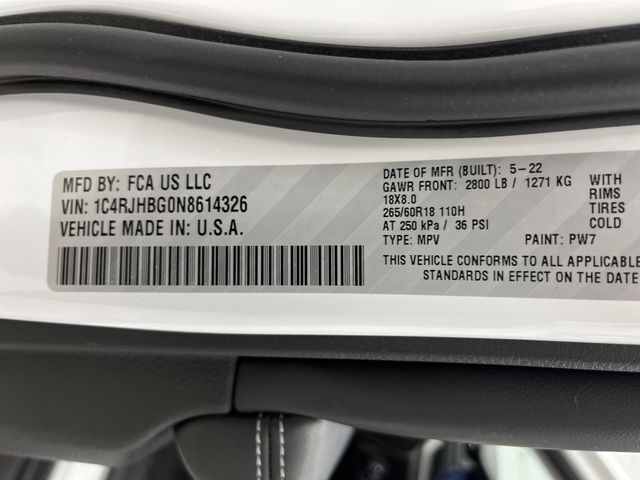 MFD BY: FCA US LLC
VIN: 1C4RJHBG0N8614326
VEHICLE MADE IN: U.S.A.
DATE OF MFR (BUILT): 5-22
GAWR FRONT: 2800 LB / 1271 KG WITH
18X8.0 RIMS
265/60R18 110H TIRES
AT 250 kPa / 36 PSI COLD
TYPE: MPV PAINT: PW7
THIS VEHICLE CONFORMS TO ALL APPLICABLE
STANDARDS IN EFFECT ON THE DATE